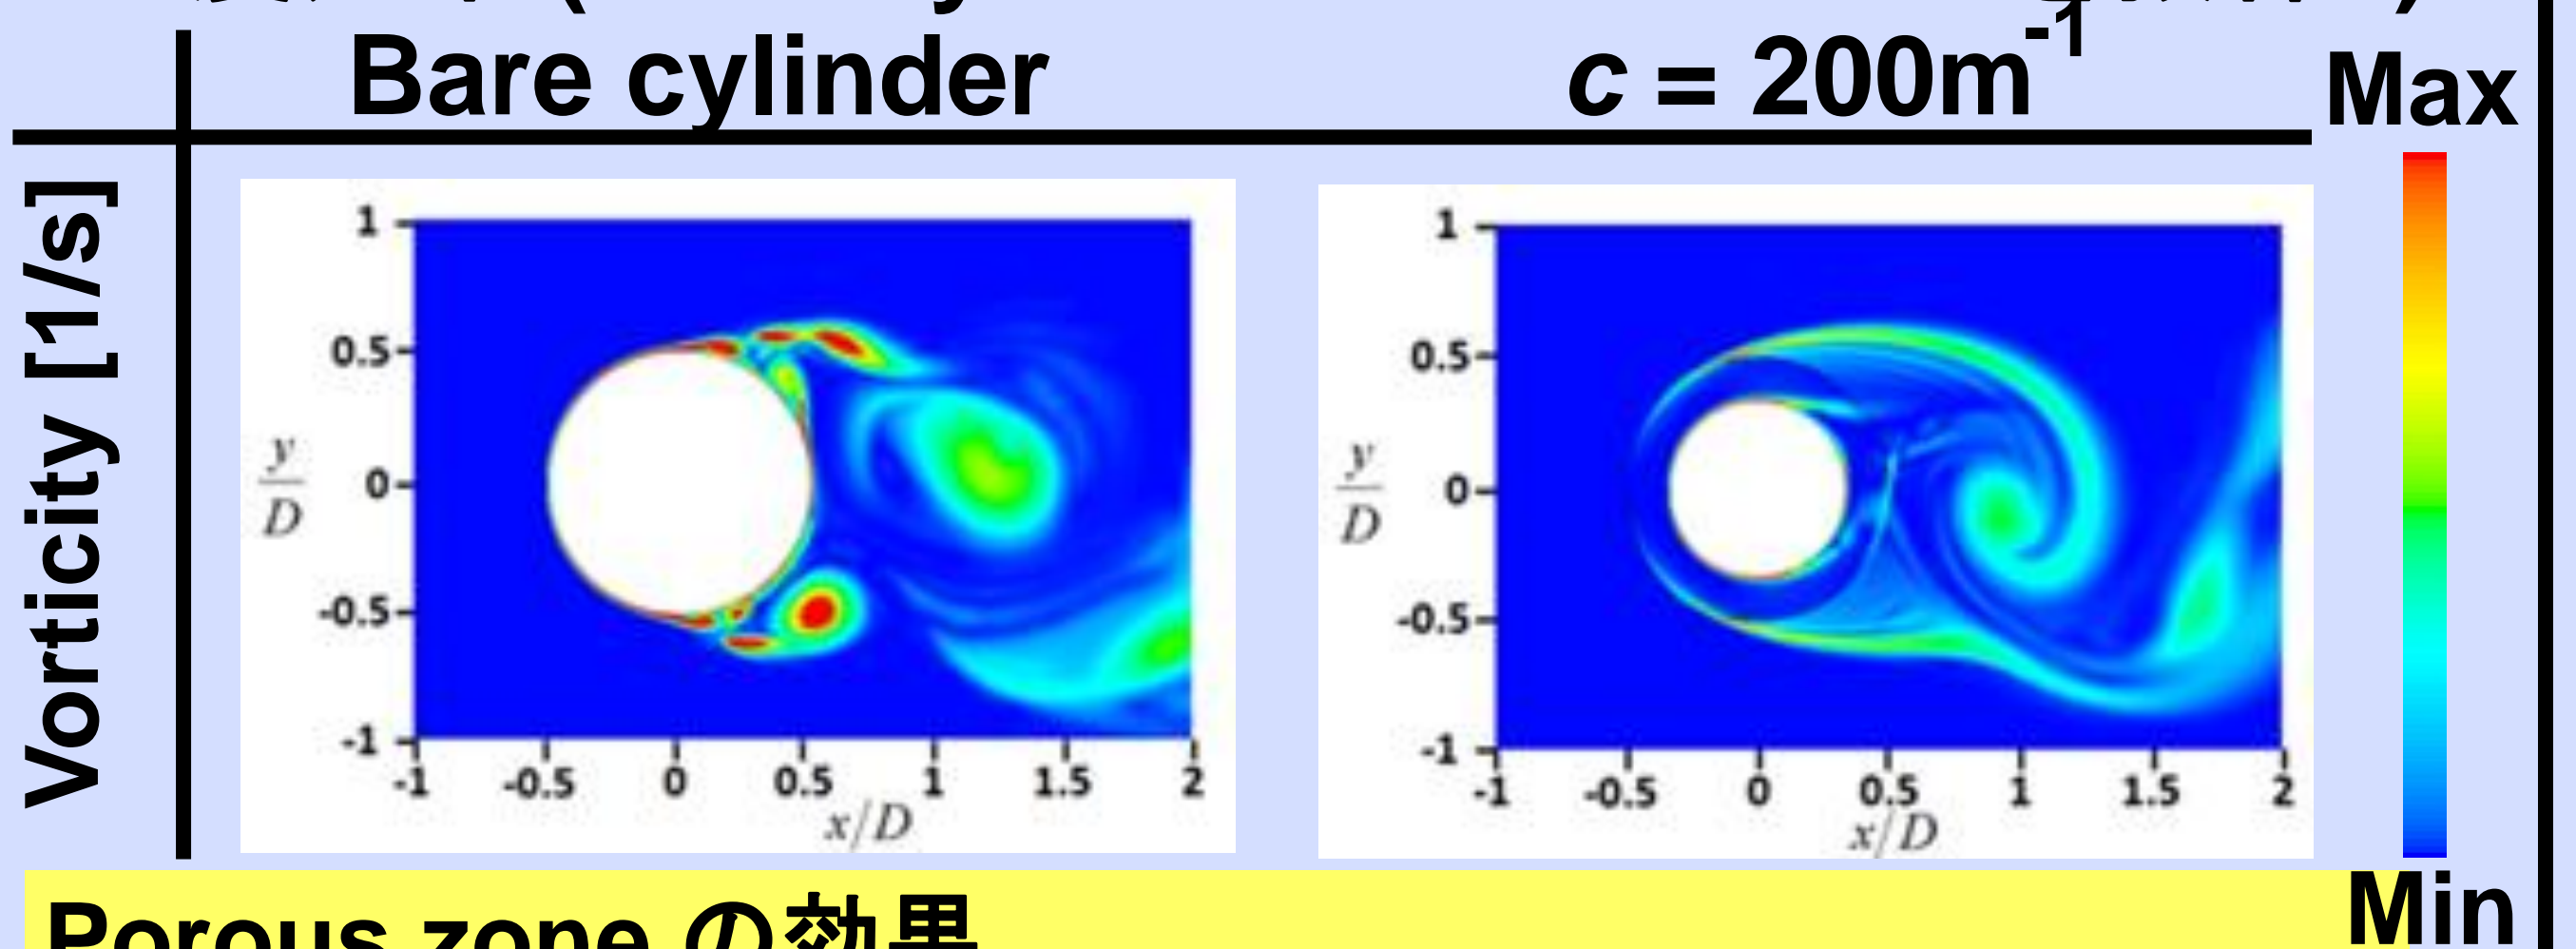 Bare cylinder
c = 200m-1
Max
Vorticity [1/s]
1
0.5
0
-0.5
-1
y
D
-1 -0.5 0 0.5 1 1.5 2
x/D
1
0.5
0
-0.5
-1
y
D
-1 -0.5 0 0.5 1 1.5 2
x/D
Min
Porous zone の効果